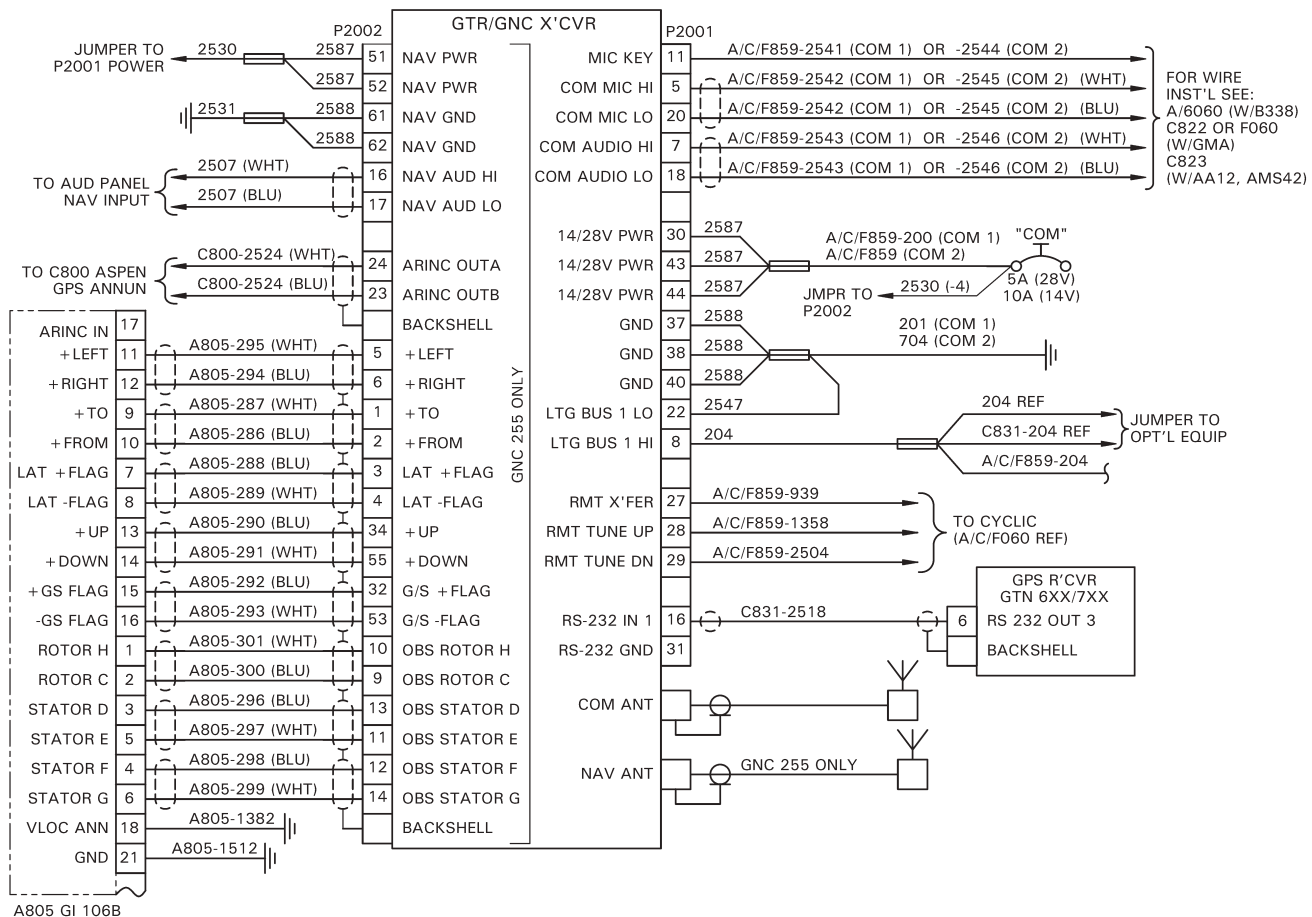 GTR/GNC X'CVR
P2002
P2001
JUMPER TO
P2001 POWER
2530
2587
51 NAV PWR
2587
52 NAV PWR
2531
2588
61 NAV GND
2588
62 NAV GND
TO AUD PANEL
NAV INPUT
2507 (WHT)
16 NAV AUD HI
2507 (BLU)
17 NAV AUD LO
TO C800 ASPEN
GPS ANNUN
C800-2524 (WHT)
24 ARINC OUTA
C800-2524 (BLU)
23 ARINC OUTB
BACKSHELL
ARINC IN 17
+LEFT 11 A805-295 (WHT) 5 +LEFT
+RIGHT 12 A805-294 (BLU) 6 +RIGHT
+TO 9 A805-287 (WHT) 1 +TO
+FROM 10 A805-286 (BLU) 2 +FROM
LAT +FLAG 7 A805-288 (BLU) 3 LAT +FLAG
LAT -FLAG 8 A805-289 (WHT) 4 LAT -FLAG
+UP 13 A805-290 (BLU) 34 +UP
+DOWN 14 A805-291 (WHT) 55 +DOWN
+GS FLAG 15 A805-292 (BLU) 32 G/S +FLAG
-GS FLAG 16 A805-293 (WHT) 53 G/S -FLAG
ROTOR H 1 A805-301 (WHT) 10 OBS ROTOR H
ROTOR C 2 A805-300 (BLU) 9 OBS ROTOR C
STATOR D 3 A805-296 (BLU) 13 OBS STATOR D
STATOR E 5 A805-297 (WHT) 11 OBS STATOR E
STATOR F 4 A805-298 (BLU) 12 OBS STATOR F
STATOR G 6 A805-299 (WHT) 14 OBS STATOR G
VLOC ANN 18 A805-1382
BACKSHELL
GND 21 A805-1512
A805 GI 106B
GNC 255 ONLY
MIC KEY 11 A/C/F859-2541 (COM 1) OR -2544 (COM 2)
COM MIC HI 5 A/C/F859-2542 (COM 1) OR -2545 (COM 2) (WHT)
COM MIC LO 20 A/C/F859-2542 (COM 1) OR -2545 (COM 2) (BLU)
COM AUDIO HI 7 A/C/F859-2543 (COM 1) OR -2546 (COM 2) (WHT)
COM AUDIO LO 18 A/C/F859-2543 (COM 1) OR -2546 (COM 2) (BLU)
FOR WIRE
INST'L SEE:
A/6060 (W/B338)
C822 OR F060
(W/GMA)
C823
(W/AA12, AMS42)
14/28V PWR 30 2587
14/28V PWR 43 2587
14/28V PWR 44 2587
A/C/F859-200 (COM 1)
A/C/F859 (COM 2)
"COM"
5A (28V)
10A (14V)
JMPR TO
P2002
2530 (-4)
GND 37 2588
GND 38 2588
GND 40 2588
201 (COM 1)
704 (COM 2)
LTG BUS 1 LO 22 2547
LTG BUS 1 HI 8 204
204 REF
C831-204 REF
A/C/F859-204
JUMPER TO
OPT'L EQUIP
RMT X'FER 27 A/C/F859-939
RMT TUNE UP 28 A/C/F859-1358
RMT TUNE DN 29 A/C/F859-2504
TO CYCLIC
(A/C/F060 REF)
RS-232 IN 1 16 C831-2518
RS-232 GND 31
GPS R'CVR
GTN 6XX/7XX
6 RS 232 OUT 3
BACKSHELL
COM ANT
NAV ANT
GNC 255 ONLY